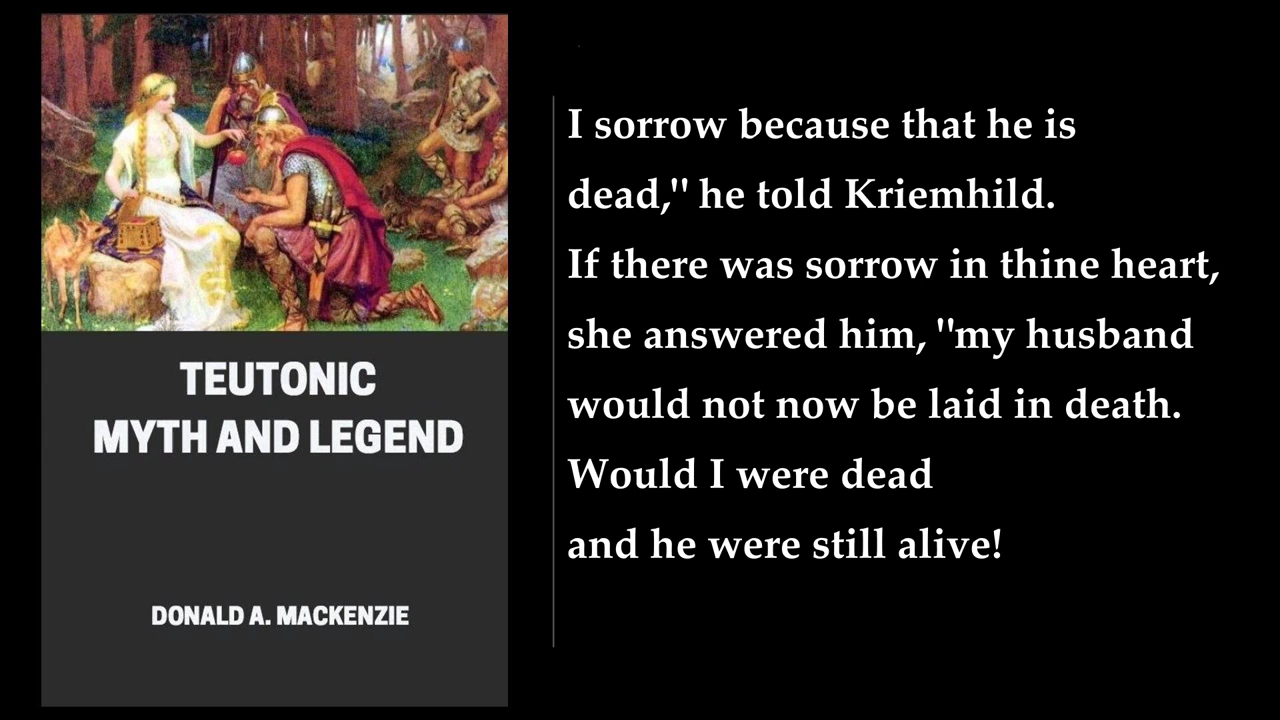 TEUTONIC
MYTH AND LEGEND
DONALD A. MACKENZIE
I sorrow because that he is
dead," he told Kriemhild.
If there was sorrow in thine heart,
she answered him, "my husband
would not now be laid in death.
Would I were dead
and he were still alive!